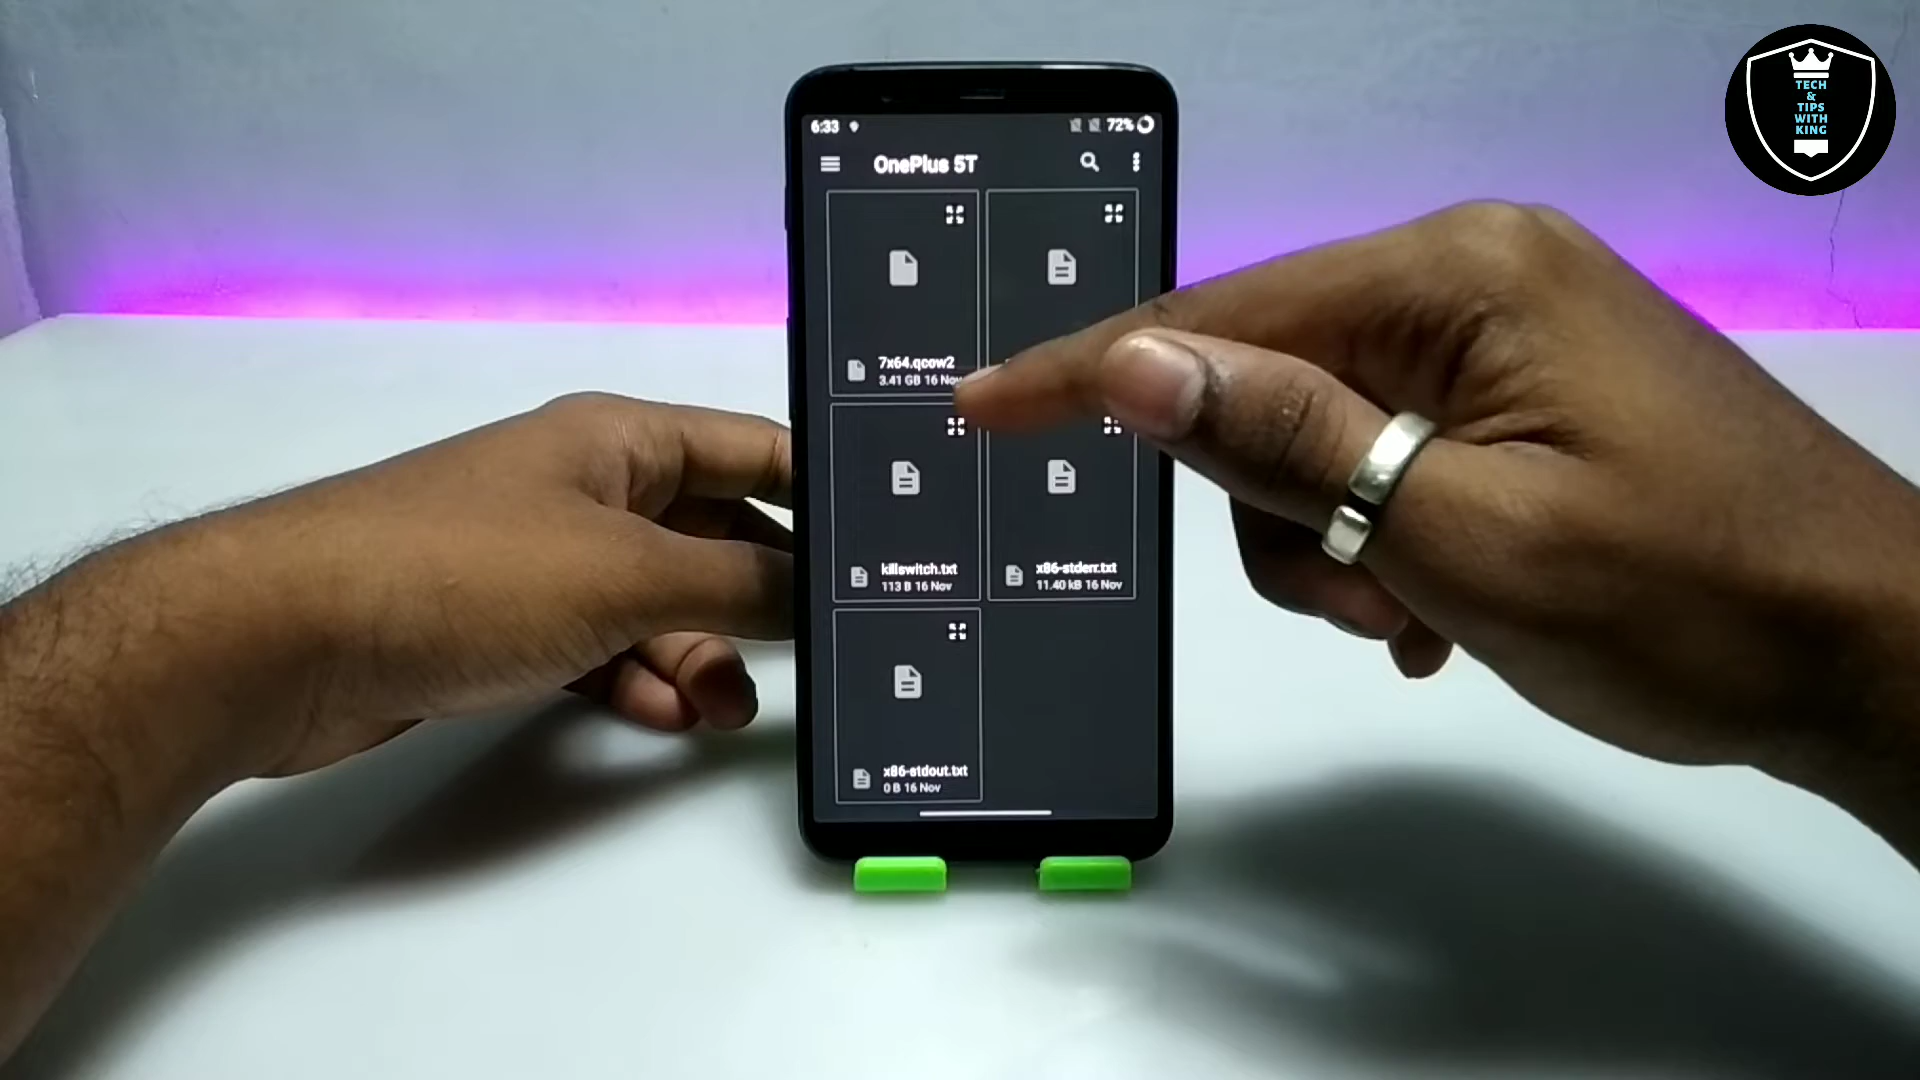 TECH
&
TIPS
WITH
KING
6:33
72%
OnePlus 5T
7x64.qcow2
3.41 GB 16 Nov
killswitch.txt
113 B 16 Nov
x86-stderr.txt
11.40 kB 16 Nov
x86-stdout.txt
0 B 16 Nov